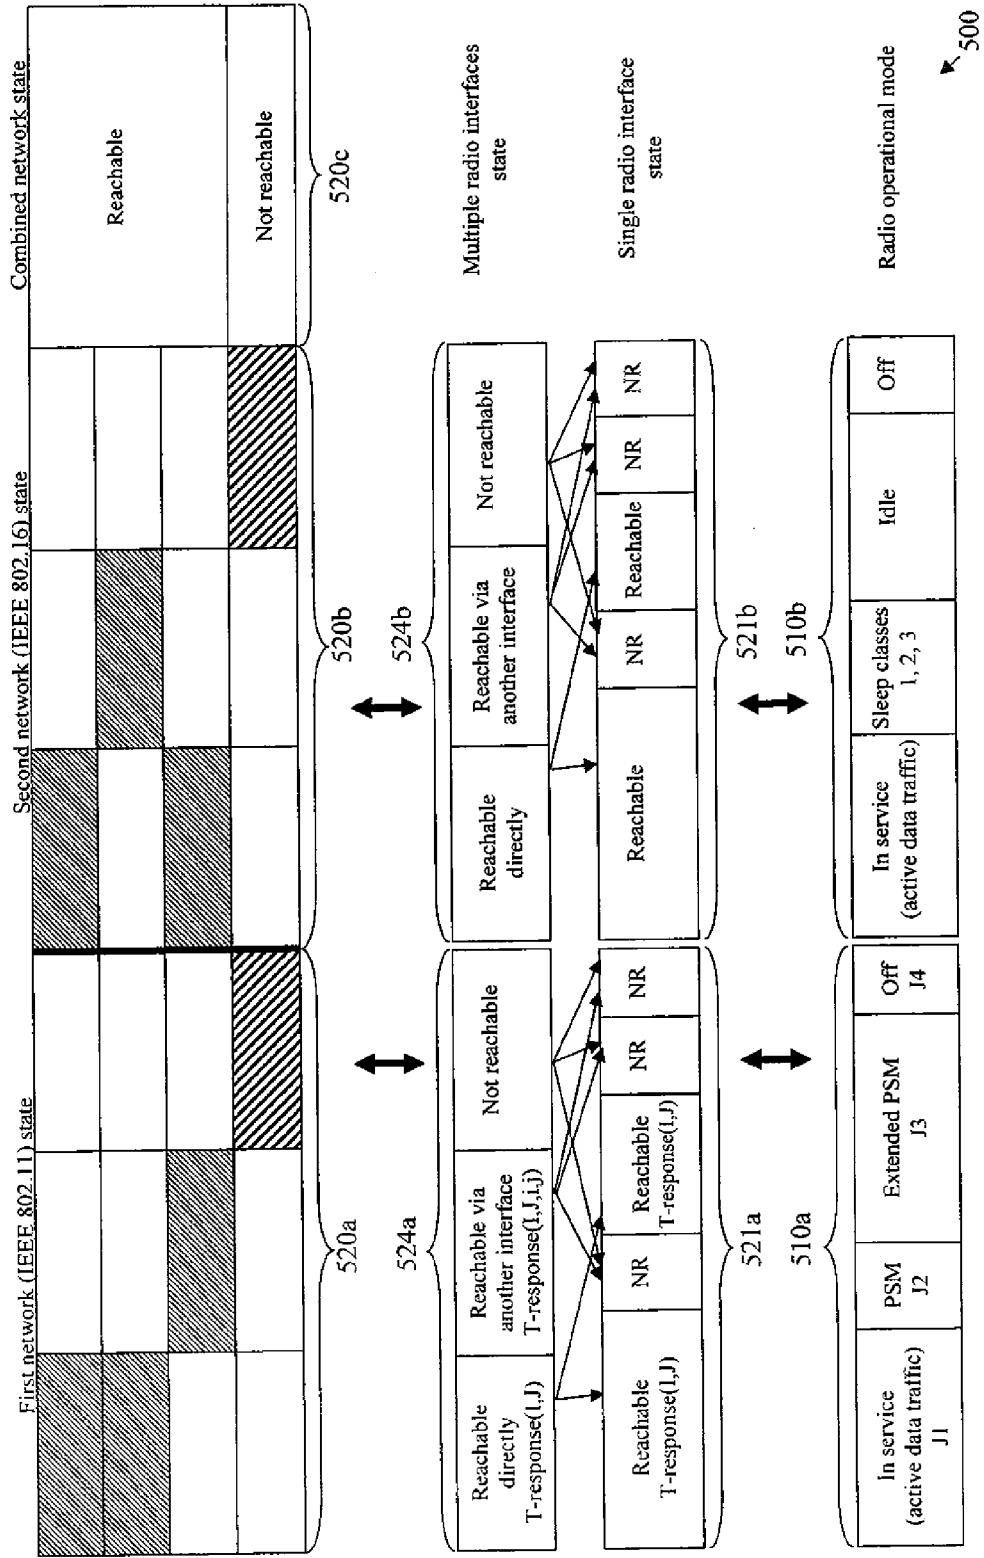 First network (IEEE 802.11) state
Second network (IEEE 802.16) state
Combined network state
Reachable
Not reachable
520a
520b
520c
524a
524b
Reachable
directly
T-response(I,J)
Reachable via
another interface
T-response(I,J,i,j)
Not reachable
Reachable
directly
Reachable via
another interface
Not reachable
Multiple radio interfaces
state
Reachable
T-response(I,J)
NR
Reachable
T-response(I,J)
NR
NR
Reachable
NR
Reachable
NR
NR
Single radio interface
state
521a
521b
510a
510b
In service
(active data traffic)
J1
PSM
J2
Extended PSM
J3
Off
J4
In service
(active data traffic)
Sleep classes
1, 2, 3
Idle
Off
Radio operational mode
500